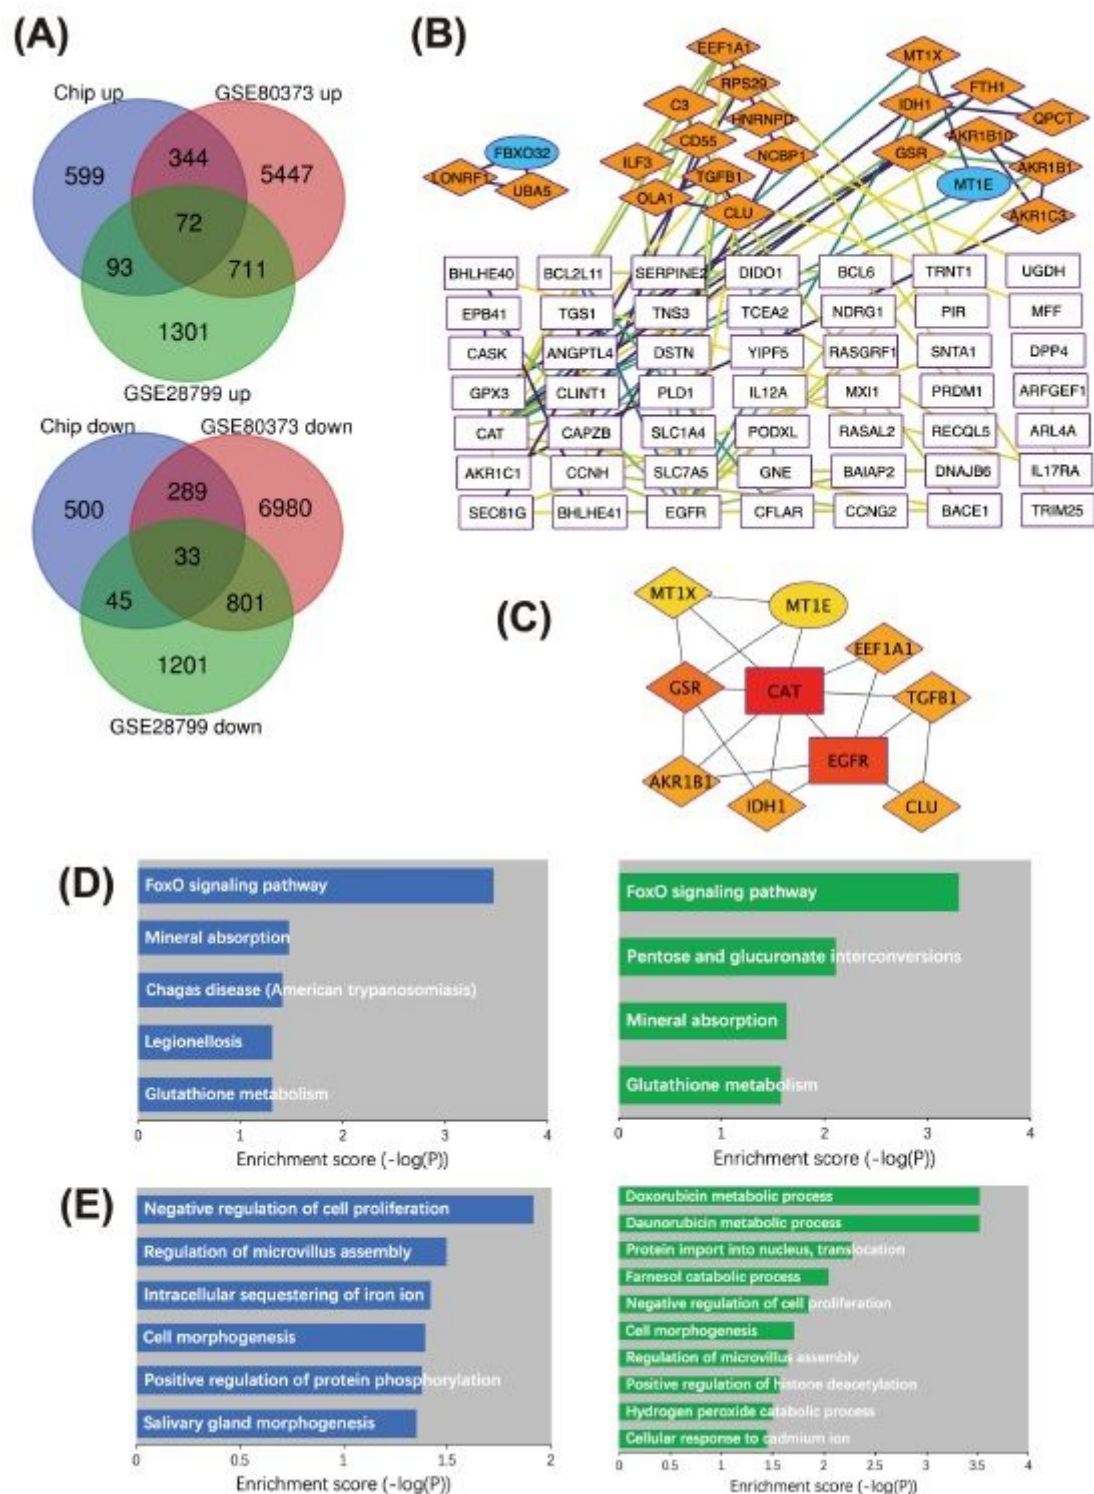 (A)
Chip up
GSE80373 up
599
344
5447
72
93
711
1301
GSE28799 up
Chip down
GSE80373 down
500
289
6980
33
45
801
1201
GSE28799 down
(B)
EEF1A1
MT1X
RPS29
FTH1
C3
IDH1
HNRNPD
QPCT
CD55
AKR1B10
FBXO32
ILF3
NCBP1
GSR
LONRF1
TGFB1
AKR1B1
UBA5
OLA1
MT1E
CLU
AKR1C3
BHLHE40 BCL2L11 SERPINE2 DIDO1 BCL6 TRNT1 UGDH
EPB41 TGS1 TNS3 TCEA2 NDRG1 PIR MFF
CASK ANGPTL4 DSTN YIPF5 RASGRF1 SNTA1 DPP4
GPX3 CLINT1 PLD1 IL12A MXI1 PRDM1 ARFGEF1
CAT CAPZB SLC1A4 PODXL RASAL2 RECQL5 ARL4A
AKR1C1 CCNH SLC7A5 GNE BAIAP2 DNAJB6 IL17RA
SEC61G BHLHE41 EGFR CFLAR CCNG2 BACE1 TRIM25
(C)
MT1X
MT1E
EEF1A1
GSR
CAT
TGFB1
EGFR
AKR1B1
IDH1
CLU
(D)
FoxO signaling pathway
Mineral absorption
Chagas disease (American trypanosomiasis)
Legionellosis
Glutathione metabolism
0 1 2 3 4
Enrichment score (-log(P))
FoxO signaling pathway
Pentose and glucuronate interconversions
Mineral absorption
Glutathione metabolism
0 1 2 3 4
Enrichment score (-log(P))
(E)
Negative regulation of cell proliferation
Regulation of microvillus assembly
Intracellular sequestering of iron ion
Cell morphogenesis
Positive regulation of protein phosphorylation
Salivary gland morphogenesis
0 0.5 1 1.5 2
Enrichment score (-log(P))
Doxorubicin metabolic process
Daunorubicin metabolic process
Protein import into nucleus, translocation
Farnesol catabolic process
Negative regulation of cell proliferation
Cell morphogenesis
Regulation of microvillus assembly
Positive regulation of histone deacetylation
Hydrogen peroxide catabolic process
Cellular response to cadmium ion
0 0.5 1 1.5 2 2.5 3 3.5 4
Enrichment score (-log(P))